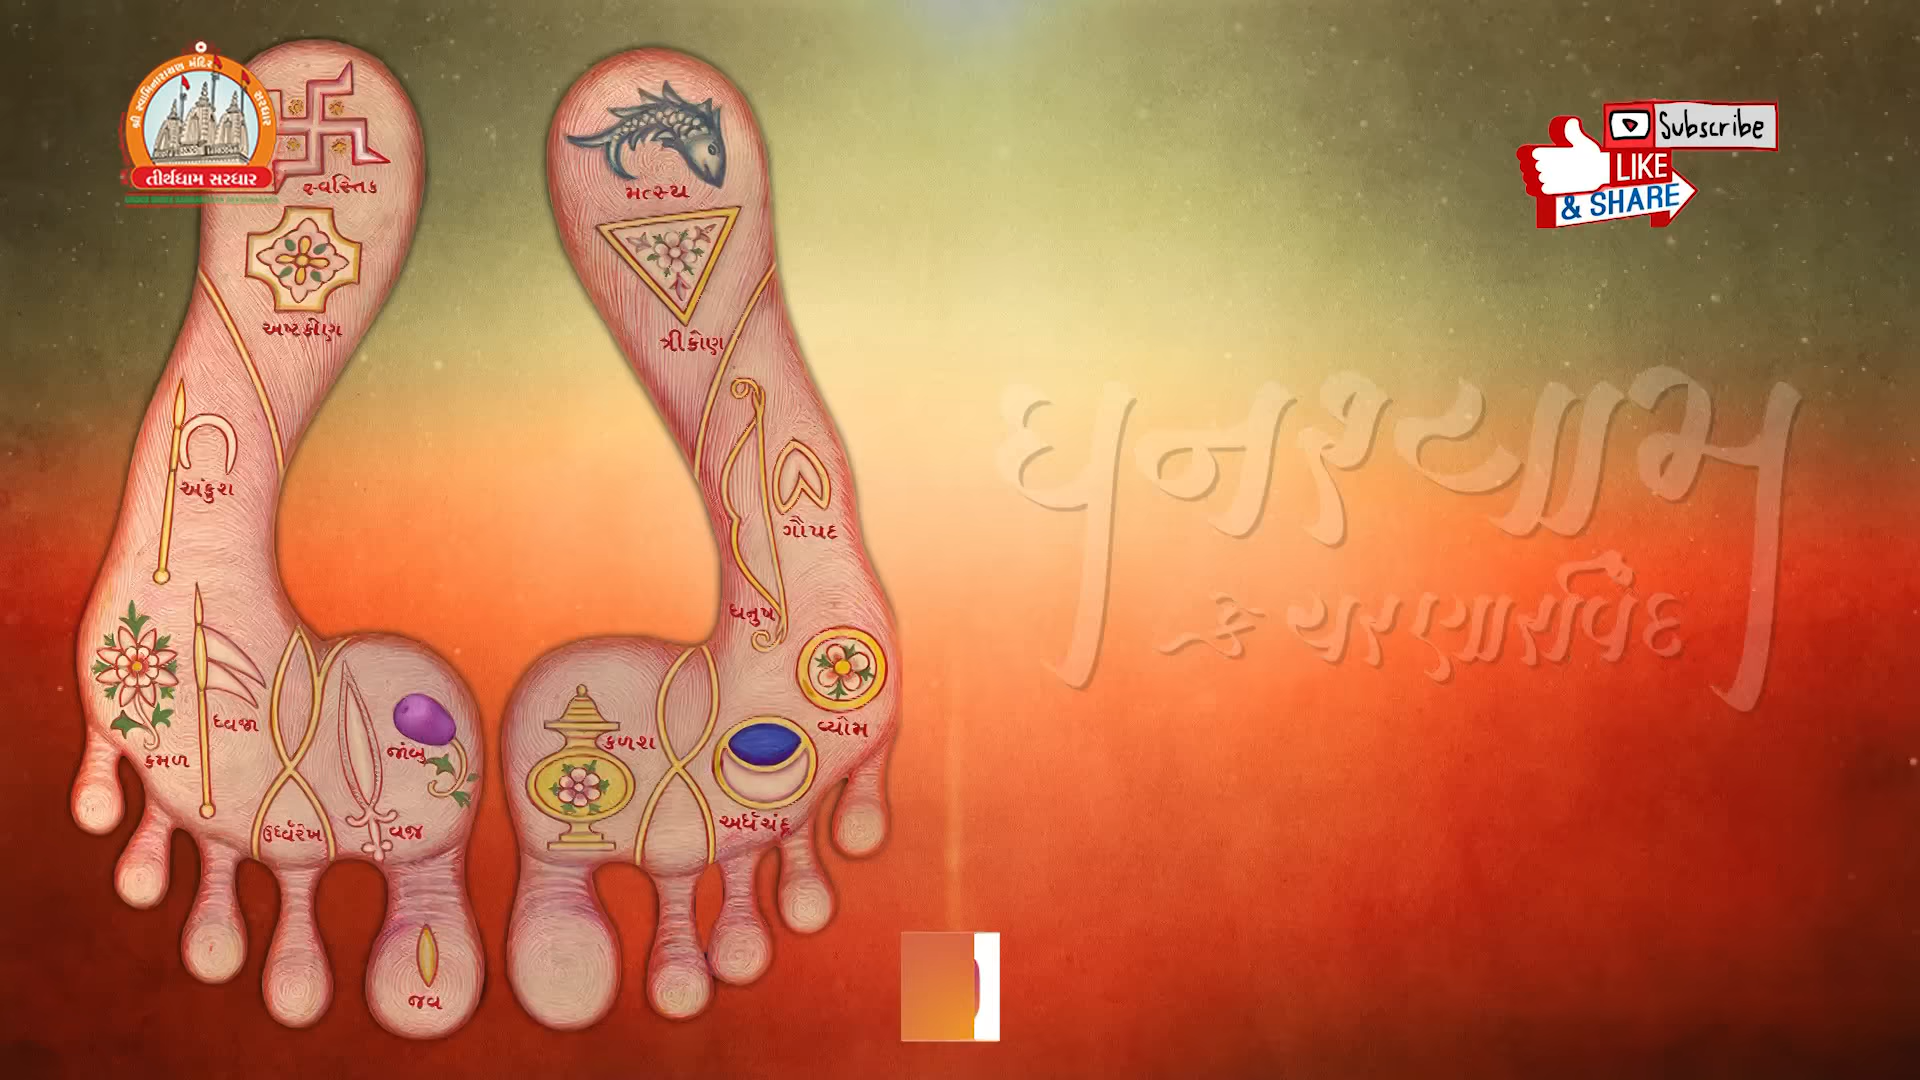 શ્રી સ્વામિનારાયણ મંદિર સરધાર
તીર્થધામ સરધાર
સ્વસ્તિક
અષ્ટકોણ
અંકુશ
કમળ
ધ્વજા
ઉર્ધ્વરેખ
વજ્ર
જાંબુ
જવ
મત્સ્ય
ત્રીકોણ
ગૌપદ
ધનુષ
વ્યોમ
કળશ
અર્ધચંદ્ર
Subscribe
LIKE
& SHARE
ઘનશ્યામ
કે ચરણારવિંદ